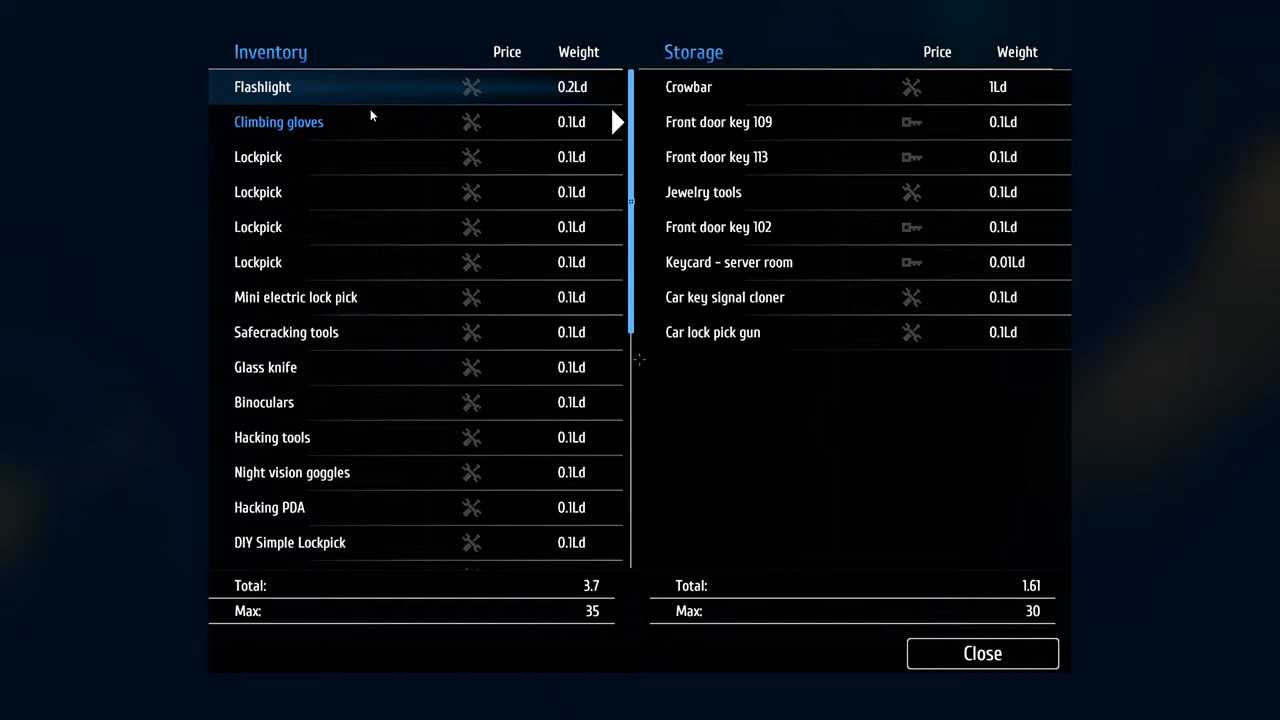 Inventory Price Weight
Flashlight 0.2Ld
Climbing gloves 0.1Ld
Lockpick 0.1Ld
Lockpick 0.1Ld
Lockpick 0.1Ld
Lockpick 0.1Ld
Mini electric lock pick 0.1Ld
Safecracking tools 0.1Ld
Glass knife 0.1Ld
Binoculars 0.1Ld
Hacking tools 0.1Ld
Night vision goggles 0.1Ld
Hacking PDA 0.1Ld
DIY Simple Lockpick 0.1Ld
Total: 3.7
Max: 35
Storage Price Weight
Crowbar 1Ld
Front door key 109 0.1Ld
Front door key 113 0.1Ld
Jewelry tools 0.1Ld
Front door key 102 0.1Ld
Keycard - server room 0.01Ld
Car key signal cloner 0.1Ld
Car lock pick gun 0.1Ld
Total: 1.61
Max: 30
Close